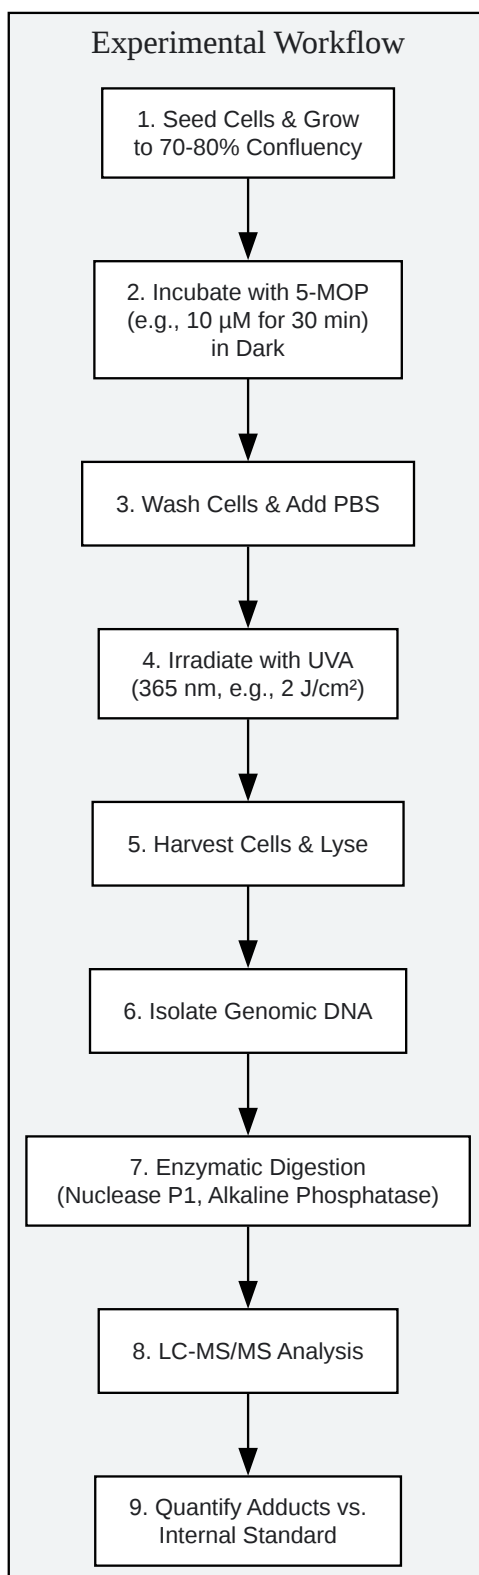 Experimental Workflow
1. Seed Cells & Grow
to 70-80% Confluency
2. Incubate with 5-MOP
(e.g., 10 µM for 30 min)
in Dark
3. Wash Cells & Add PBS
4. Irradiate with UVA
(365 nm, e.g., 2 J/cm²)
5. Harvest Cells & Lyse
6. Isolate Genomic DNA
7. Enzymatic Digestion
(Nuclease P1, Alkaline Phosphatase)
8. LC-MS/MS Analysis
9. Quantify Adducts vs.
Internal Standard